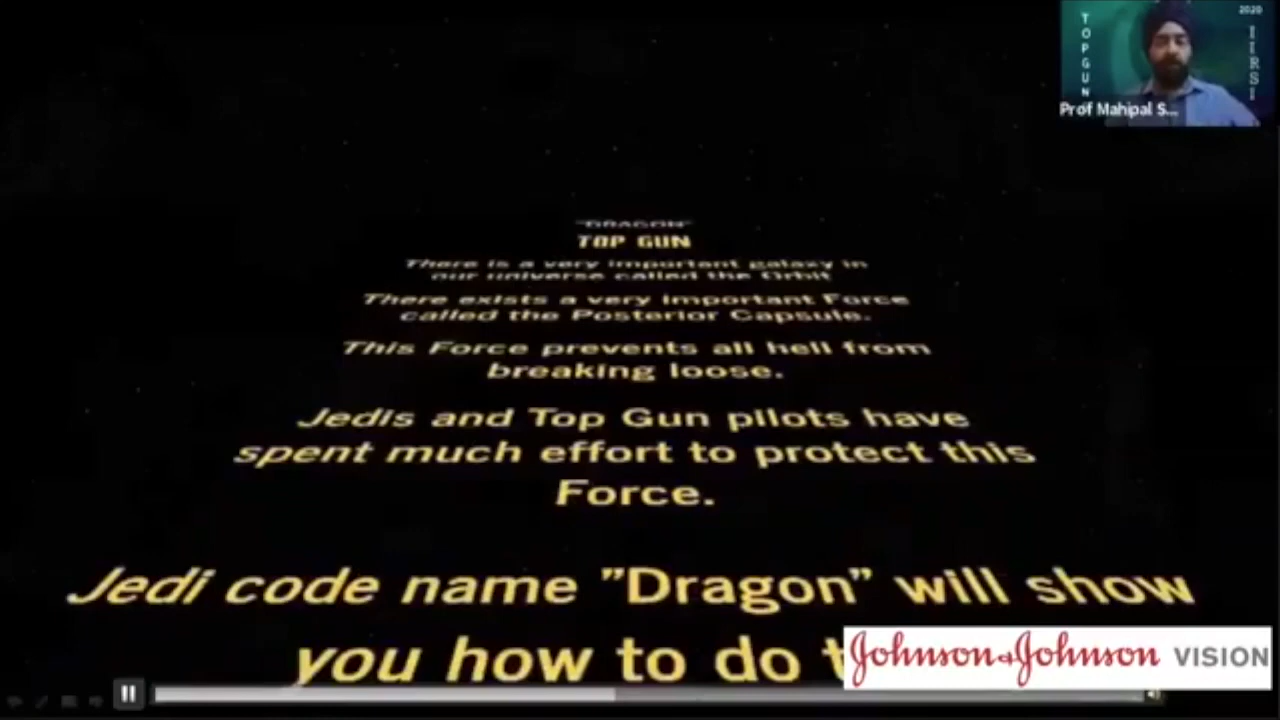 "DRAGON"
TOP GUN
There is a very important galaxy in
our universe called the Orbit
There exists a very important Force
called the Posterior Capsule.
This Force prevents all hell from
breaking loose.
Jedis and Top Gun pilots have
spent much effort to protect this
Force.
Jedi code name "Dragon" will show
you how to do t
TOPGUN
2020
IIRSI
Prof Mahipal S...
Johnson & Johnson VISION